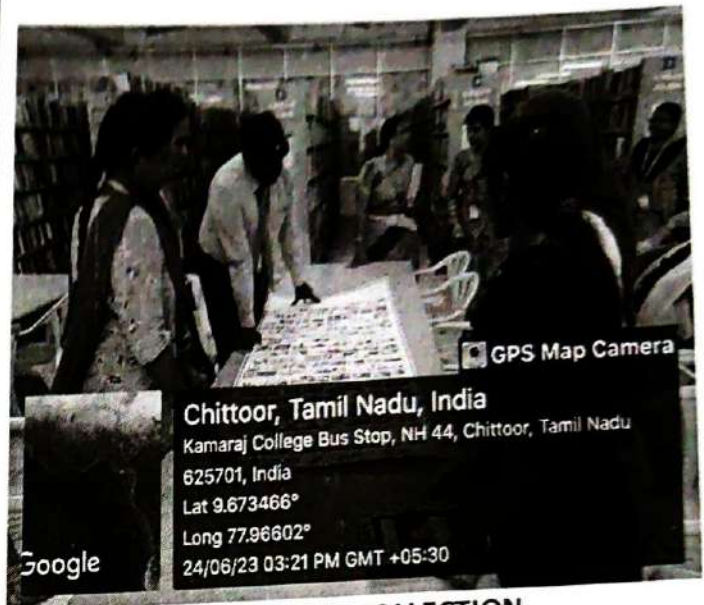 GPS Map Camera
Chittoor, Tamil Nadu, India
Kamaraj College Bus Stop, NH 44, Chittoor, Tamil Nadu
625701, India
Lat 9.673466°
Long 77.96602°
24/06/23 03:21 PM GMT +05:30
Google